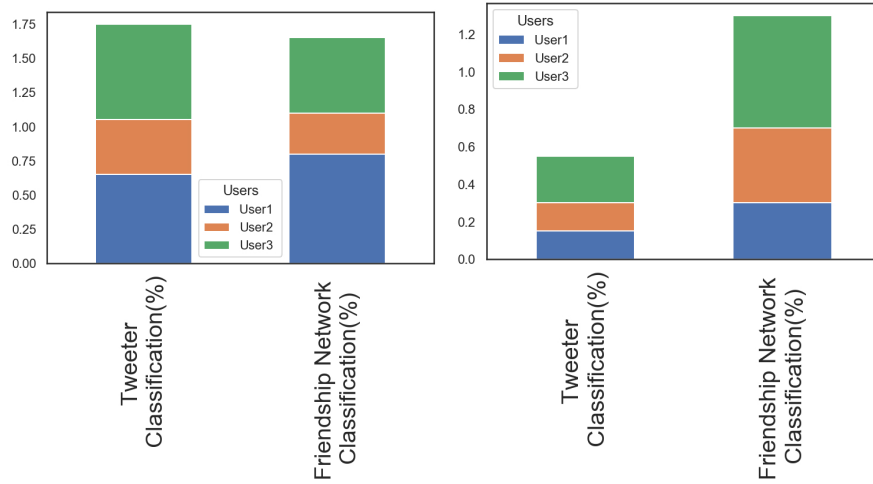 1.75
1.50
1.25
1.00
0.75
0.50
0.25
0.00
Users
User1
User2
User3
Tweeter
Classification(%)
Friendship Network
Classification(%)
1.2
1.0
0.8
0.6
0.4
0.2
0.0
Users
User1
User2
User3
Tweeter
Classification(%)
Friendship Network
Classification(%)